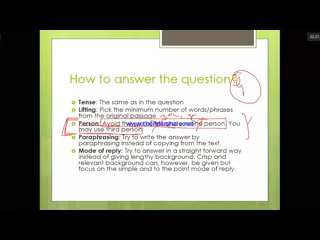 How to answer the question
Tense: The same as in the question
Lifting: Pick the minimum number of words/phrases
from the original passage
Person: Avoid the person. You
may use third person
Paraphrasing: Try to write the answer by
paraphrasing instead of copying from the text.
Mode of reply: Try to answer in a straight forward way
instead of giving lengthy background. Crisp and
relevant background can, however, be given but
focus on the simple and to the point mode of reply.